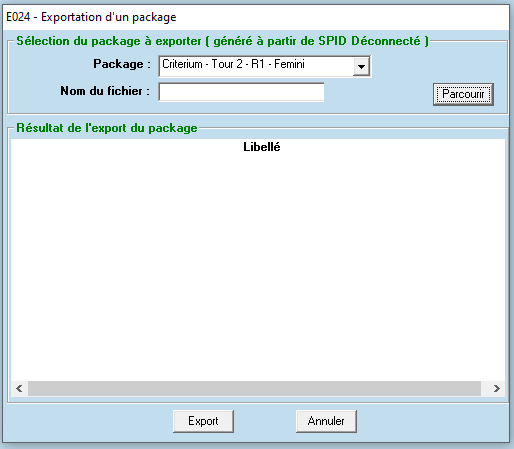 E024 - Exportation d'un package
Sélection du package à exporter ( généré à partir de SPID Déconnecté )
Package : Criterium - Tour 2 - R1 - Femini
Nom du fichier : Parcourir
Résultat de l'export du package
Libellé
Export Annuler